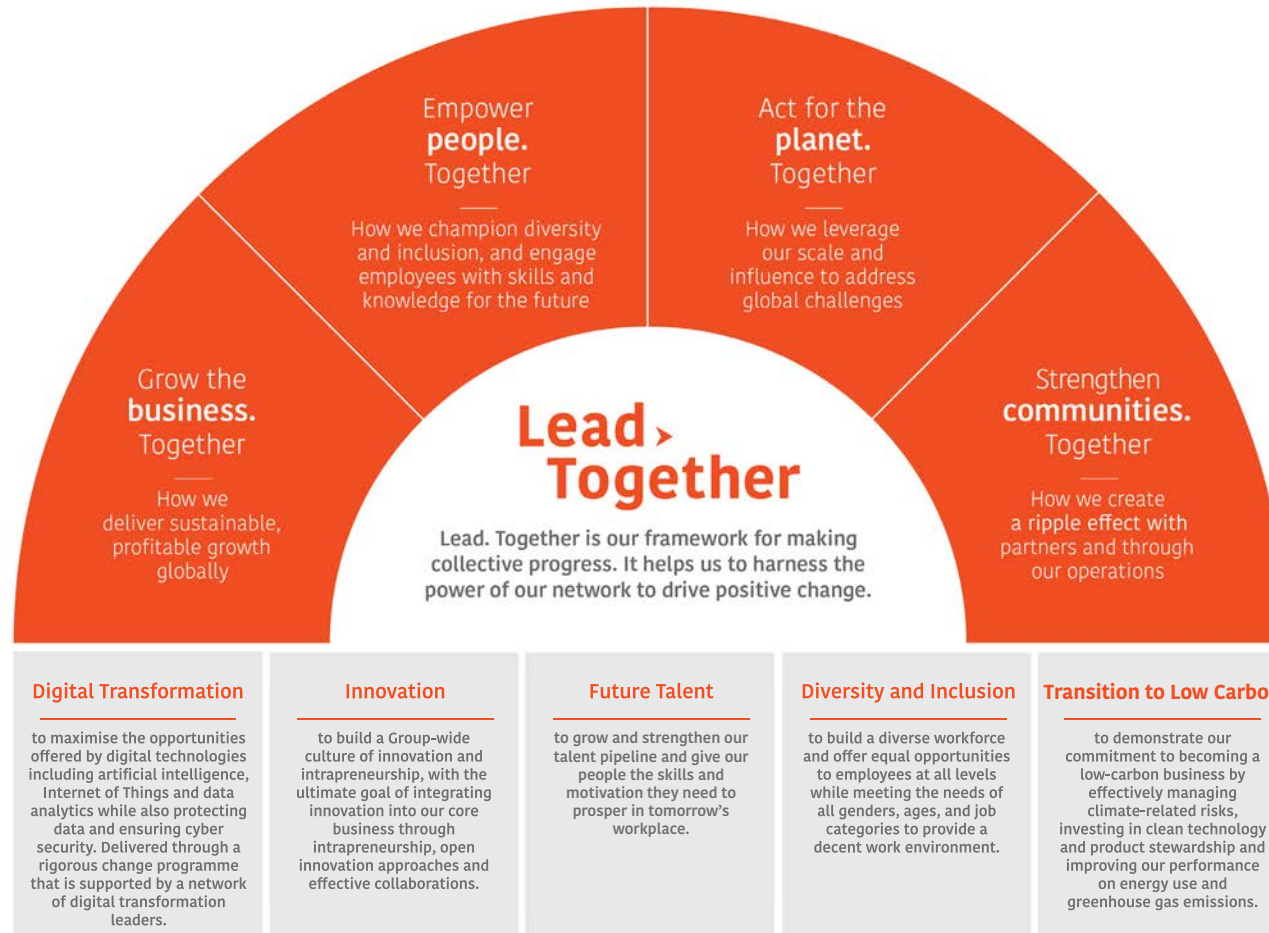 Empower
people.
Together
How we champion diversity
and inclusion, and engage
employees with skills and
knowledge for the future
Act for the
planet.
Together
How we leverage
our scale and
influence to address
global challenges
Grow the
business.
Together
How we
deliver sustainable,
profitable growth
globally
Lead
Together
Lead. Together is our framework for making
collective progress. It helps us to harness the
power of our network to drive positive change.
Strengthen
communities.
Together
How we create
a ripple effect with
partners and through
our operations
Digital Transformation
to maximise the opportunities
offered by digital technologies
including artificial intelligence,
Internet of Things and data
analytics while also protecting
data and ensuring cyber
security. Delivered through a
rigorous change programme
that is supported by a network
of digital transformation
leaders.
Innovation
to build a Group-wide
culture of innovation and
intrapreneurship, with the
ultimate goal of integrating
innovation into our core
business through
intrapreneurship, open
innovation approaches and
effective collaborations.
Future Talent
to grow and strengthen our
talent pipeline and give our
people the skills and
motivation they need to
prosper in tomorrow's
workplace.
Diversity and Inclusion
to build a diverse workforce
and offer equal opportunities
to employees at all levels
while meeting the needs of
all genders, ages, and job
categories to provide a
decent work environment.
Transition to Low Carbo
to demonstrate our
commitment to becoming a
low-carbon business by
effectively managing
climate-related risks,
investing in clean technology
and product stewardship and
improving our performance
on energy use and
greenhouse gas emissions.